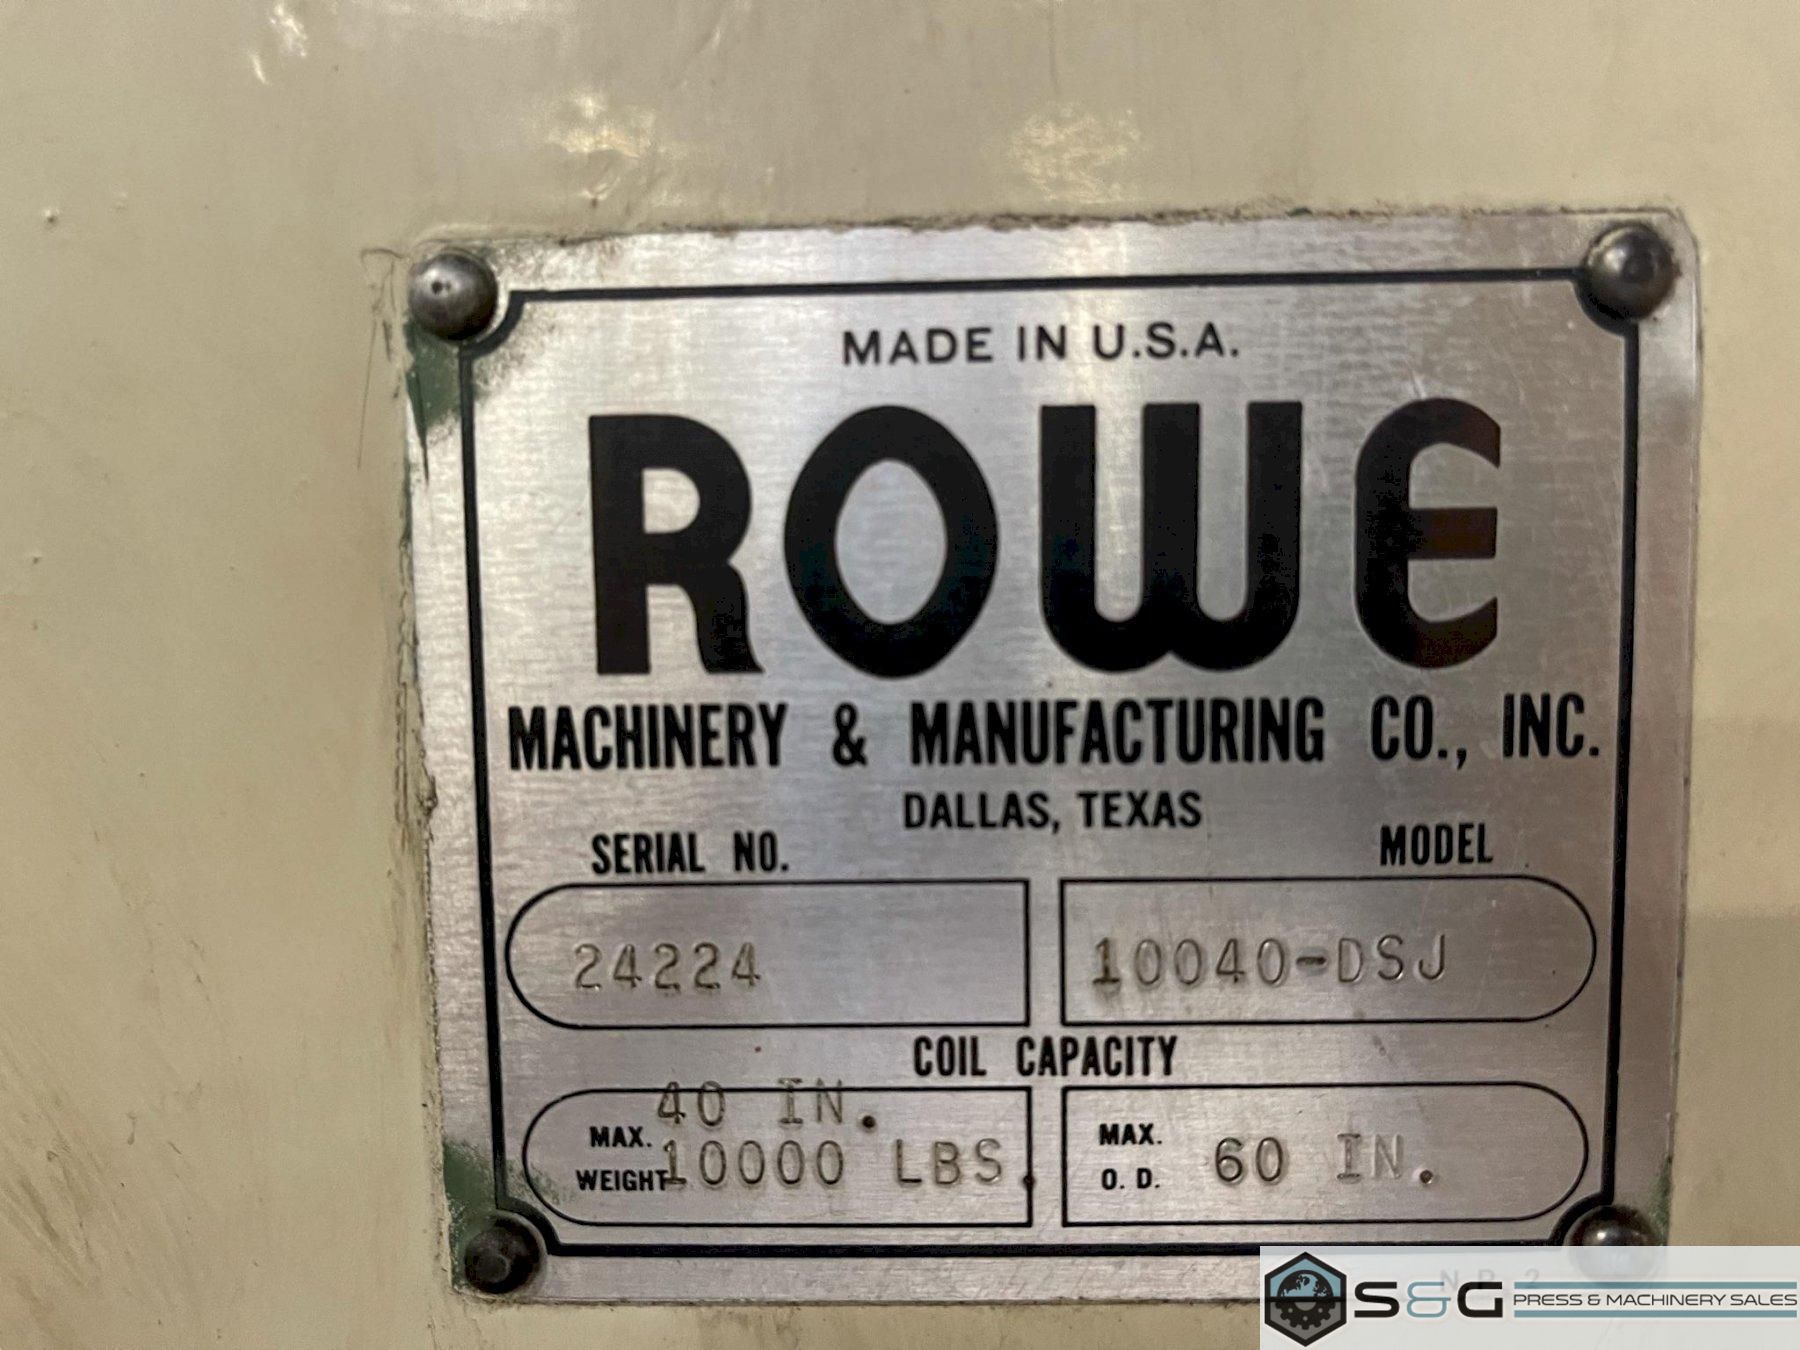 MADE IN U.S.A.
ROWE
MACHINERY & MANUFACTURING CO., INC.
DALLAS, TEXAS
SERIAL NO. MODEL
24224 10040-DSJ
COIL CAPACITY
40 IN.
MAX. WEIGHT 10000 LBS. MAX. O.D. 60 IN.
N P 2
S&G PRESS & MACHINERY SALES